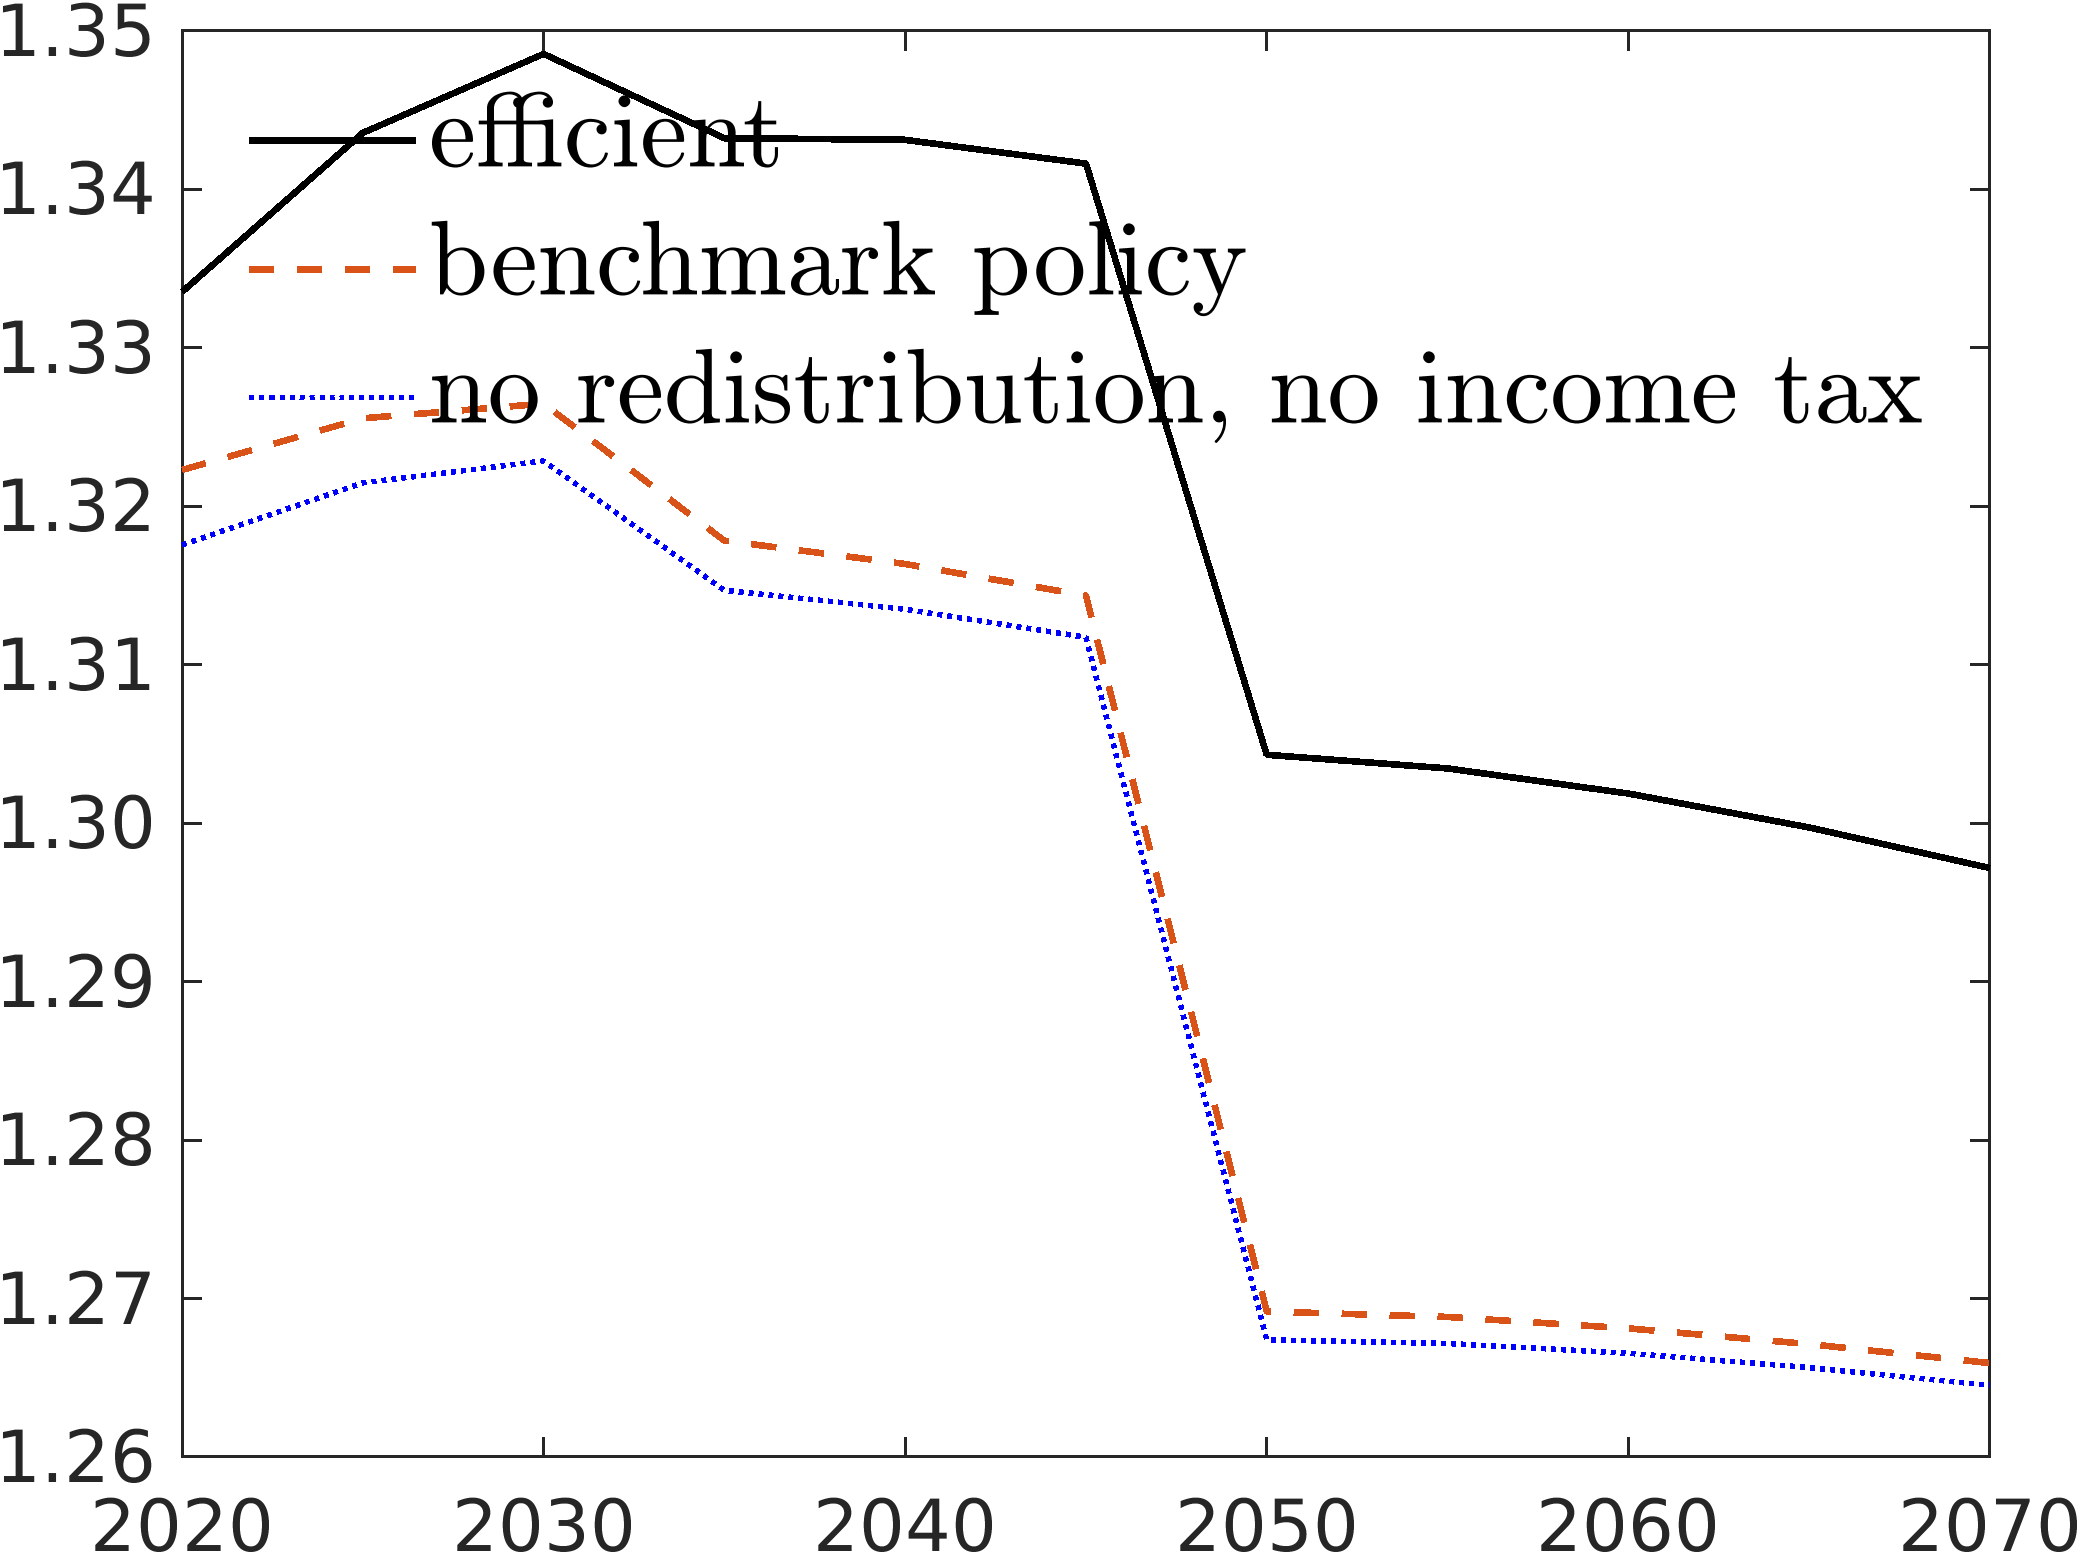 1.35
efficient
1.34
benchmark policy
1.33
no redistribution, no income tax
1.32
1.31
1.30
1.29
1.28
1.27
1.26
2020 2030 2040 2050 2060 2070